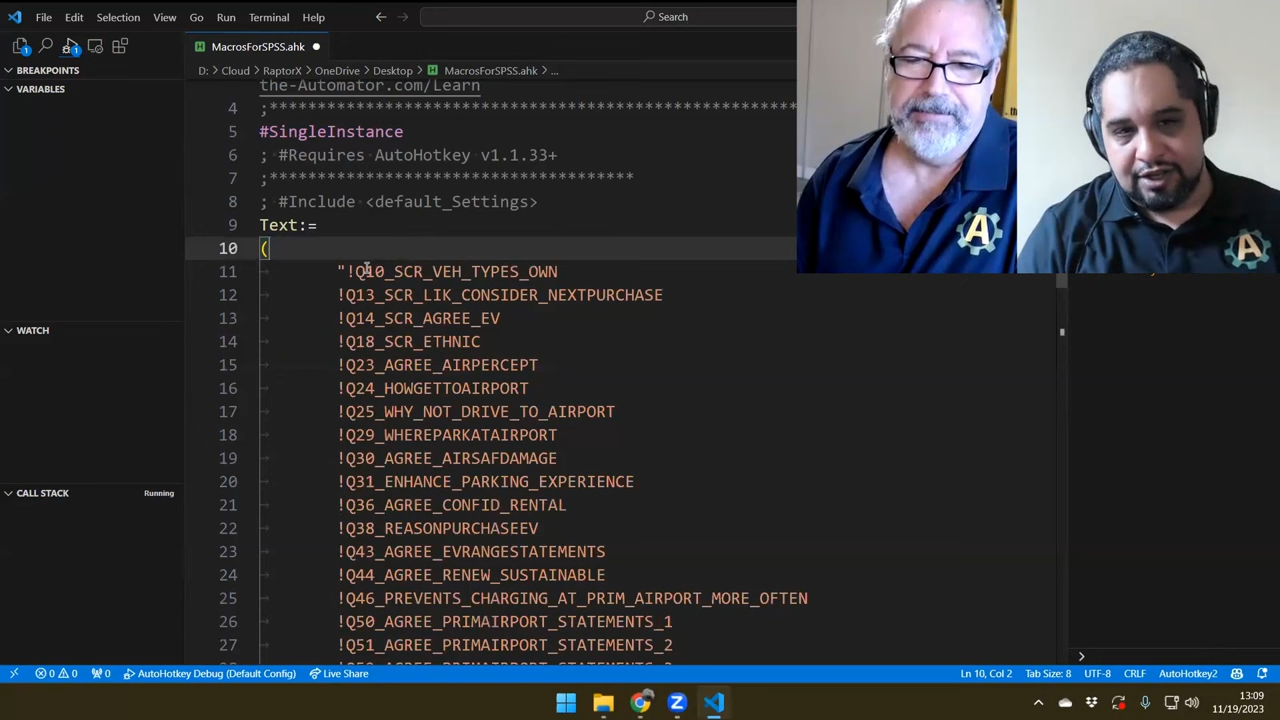 File Edit Selection View Go Run Terminal Help Search
MacrosForSPSS.ahk
BREAKPOINTS
D: > Cloud > RaptorX > OneDrive > Desktop > MacrosForSPSS.ahk > ...
VARIABLES
the-Automator.com/Learn
4 ;****************************************************
5 #SingleInstance
6 ; #Requires AutoHotkey v1.1.33+
7 ;*************************************
8 ; #Include <default_Settings>
9 Text:=
10 (
11 "!Q10_SCR_VEH_TYPES_OWN
12 !Q13_SCR_LIK_CONSIDER_NEXTPURCHASE
13 !Q14_SCR_AGREE_EV
14 !Q18_SCR_ETHNIC
15 !Q23_AGREE_AIRPERCEPT
16 !Q24_HOWGETTOAIRPORT
17 !Q25_WHY_NOT_DRIVE_TO_AIRPORT
18 !Q29_WHEREPARKATAIRPORT
19 !Q30_AGREE_AIRSAFDAMAGE
20 !Q31_ENHANCE_PARKING_EXPERIENCE
21 !Q36_AGREE_CONFID_RENTAL
22 !Q38_REASONPURCHASEEV
23 !Q43_AGREE_EVRANGESTATEMENTS
24 !Q44_AGREE_RENEW_SUSTAINABLE
25 !Q46_PREVENTS_CHARGING_AT_PRIM_AIRPORT_MORE_OFTEN
26 !Q50_AGREE_PRIMAIRPORT_STATEMENTS_1
27 !Q51_AGREE_PRIMAIRPORT_STATEMENTS_2
WATCH
CALL STACK Running
A A
0 0 0 AutoHotkey Debug (Default Config) Live Share Ln 10, Col 2 Tab Size: 8 UTF-8 CRLF AutoHotkey2
13:09
11/19/2023